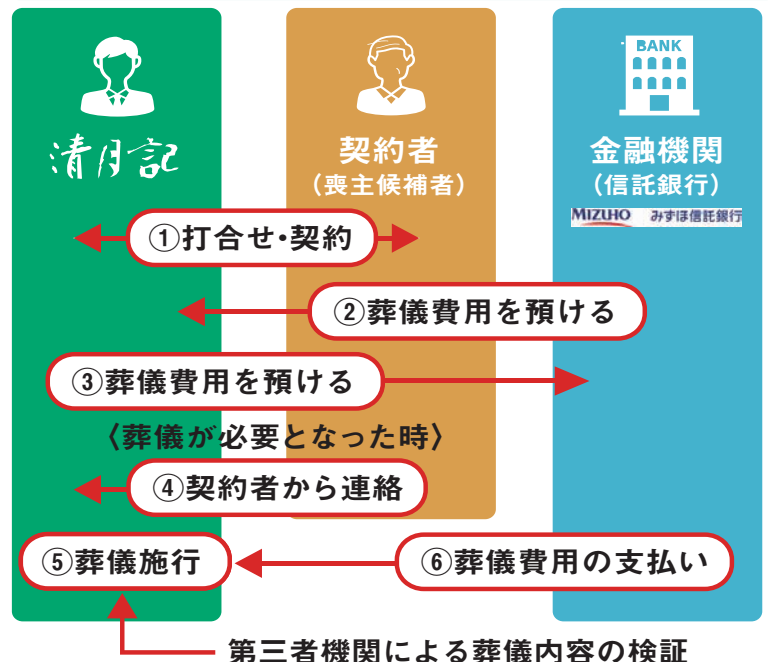 清月記
契約者
(喪主候補者)
BANK
金融機関
(信託銀行)
MIZUHO みずほ信託銀行
①打合せ・契約
②葬儀費用を預ける
③葬儀費用を預ける
〈葬儀が必要となった時〉
④契約者から連絡
⑤葬儀施行
⑥葬儀費用の支払い
第三者機関による葬儀内容の検証